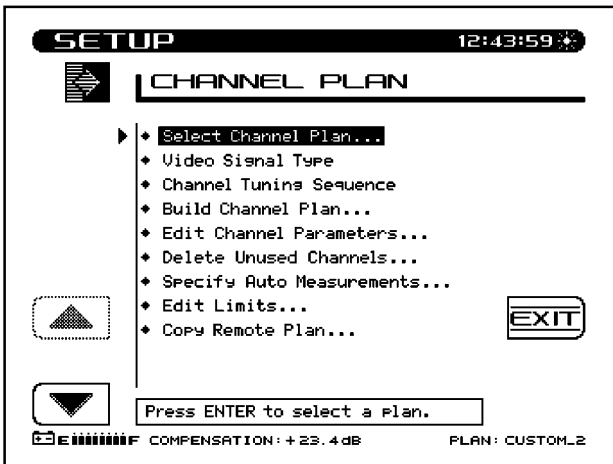 SETUP 12:43:59
CHANNEL PLAN
Select Channel Plan...
Video Signal Type
Channel Tuning Sequence
Build Channel Plan...
Edit Channel Parameters...
Delete Unused Channels...
Specify Auto Measurements...
Edit Limits...
Copy Remote Plan...
EXIT
Press ENTER to select a plan.
E F COMPENSATION:+23.4dB PLAN: CUSTOM_2